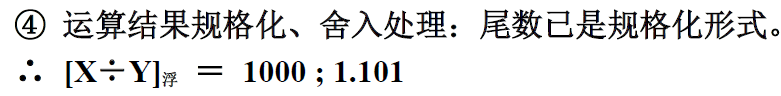 ④ 运算结果规格化、舍入处理：尾数已是规格化形式。
∴ [X÷Y]浮 = 1000 ; 1.101